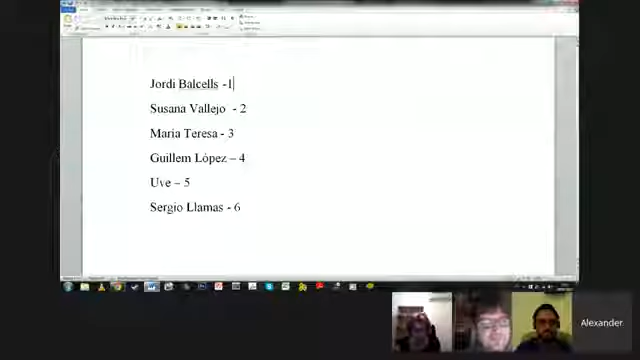 Jordi Balcells -1
Susana Vallejo - 2
Maria Teresa - 3
Guillem López – 4
Uve – 5
Sergio Llamas - 6
Alexander